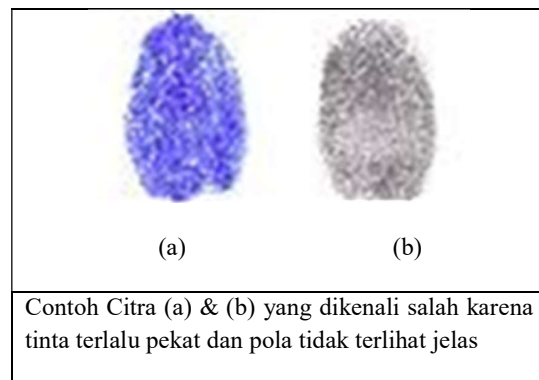 (a) (b)
Contoh Citra (a) & (b) yang dikenali salah karena
tinta terlalu pekat dan pola tidak terlihat jelas